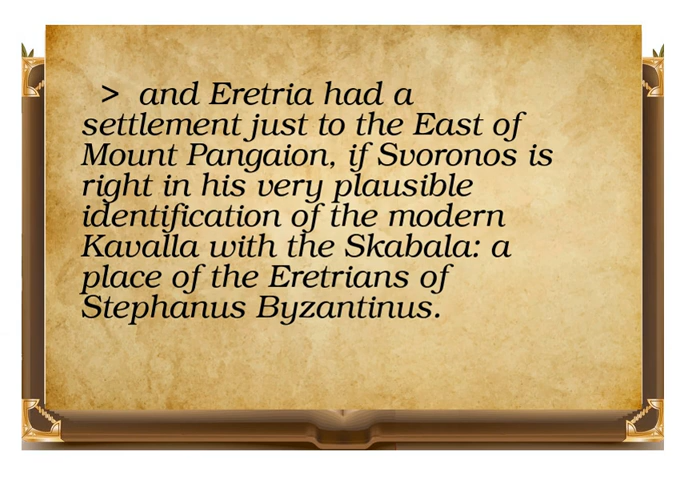 > and Eretria had a
settlement just to the East of
Mount Pangaion, if Svoronos is
right in his very plausible
identification of the modern
Kavalla with the Skabala: a
place of the Eretrians of
Stephanus Byzantinus.